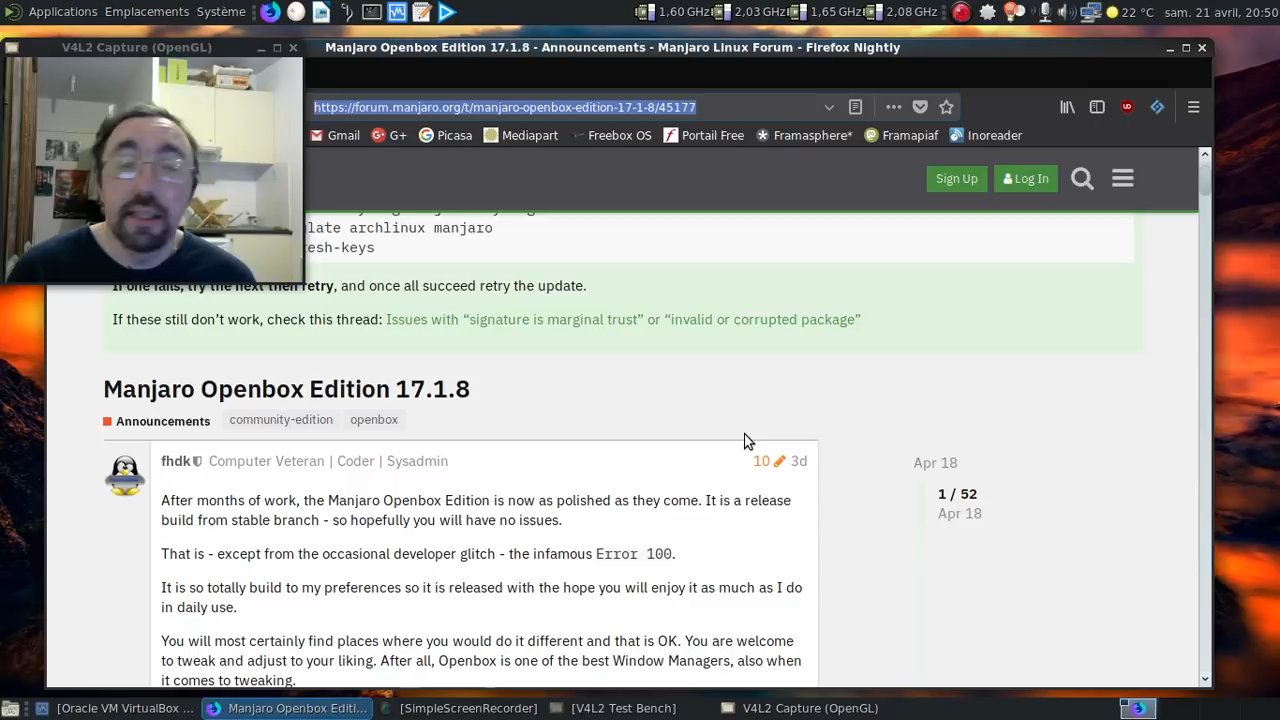 Applications Emplacements Système 1,60 GHz 2,03 GHz 1,65 GHz 2,08 GHz 22 °C sam. 21 avril, 20:50
V4L2 Capture (OpenGL)
Manjaro Openbox Edition 17.1.8 - Announcements - Manjaro Linux Forum - Firefox Nightly
https://forum.manjaro.org/t/manjaro-openbox-edition-17-1-8/45177
Gmail G+ Picasa Mediapart Freebox OS Portail Free Framasphere* Framapiaf Inoreader
Sign Up Log In
late archlinux manjaro
esh-keys
If one fails, try the next then retry, and once all succeed retry the update.
If these still don’t work, check this thread: Issues with “signature is marginal trust” or “invalid or corrupted package”
Manjaro Openbox Edition 17.1.8
Announcements community-edition openbox
fhdk Computer Veteran | Coder | Sysadmin 10 3d
After months of work, the Manjaro Openbox Edition is now as polished as they come. It is a release
build from stable branch - so hopefully you will have no issues.
That is - except from the occasional developer glitch - the infamous Error 100.
It is so totally build to my preferences so it is released with the hope you will enjoy it as much as I do
in daily use.
You will most certainly find places where you would do it different and that is OK. You are welcome
to tweak and adjust to your liking. After all, Openbox is one of the best Window Managers, also when
it comes to tweaking.
Apr 18
1 / 52
Apr 18
[Oracle VM VirtualBox ... Manjaro Openbox Editi... [SimpleScreenRecorder] [V4L2 Test Bench] V4L2 Capture (OpenGL)